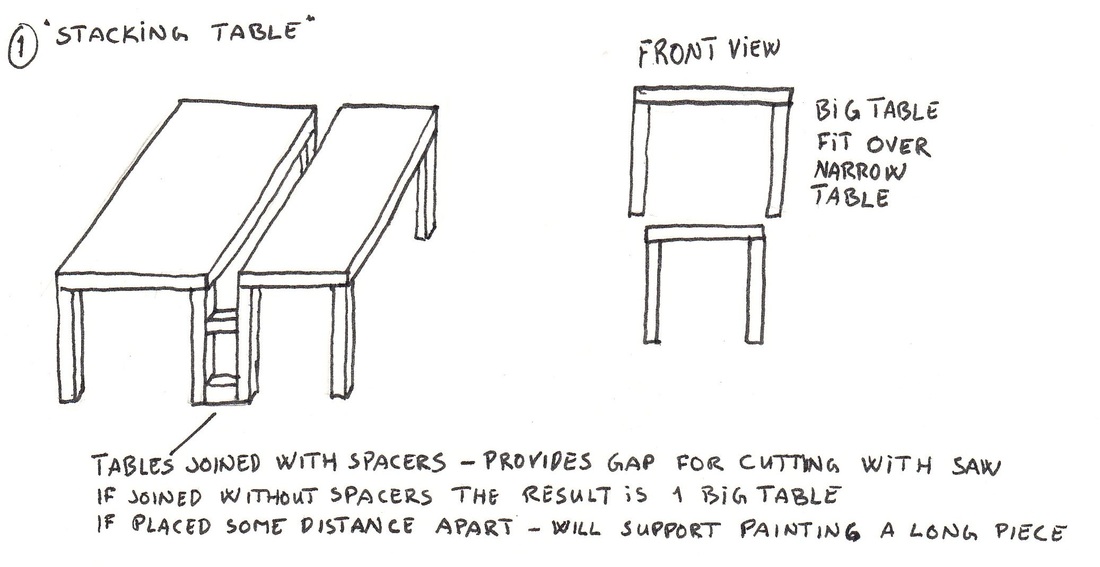 ① "STACKING TABLE"
FRONT VIEW
BIG TABLE
FIT OVER
NARROW
TABLE
TABLES JOINED WITH SPACERS – PROVIDES GAP FOR CUTTING WITH SAW
IF JOINED WITHOUT SPACERS THE RESULT IS 1 BIG TABLE
IF PLACED SOME DISTANCE APART – WILL SUPPORT PAINTING A LONG PIECE